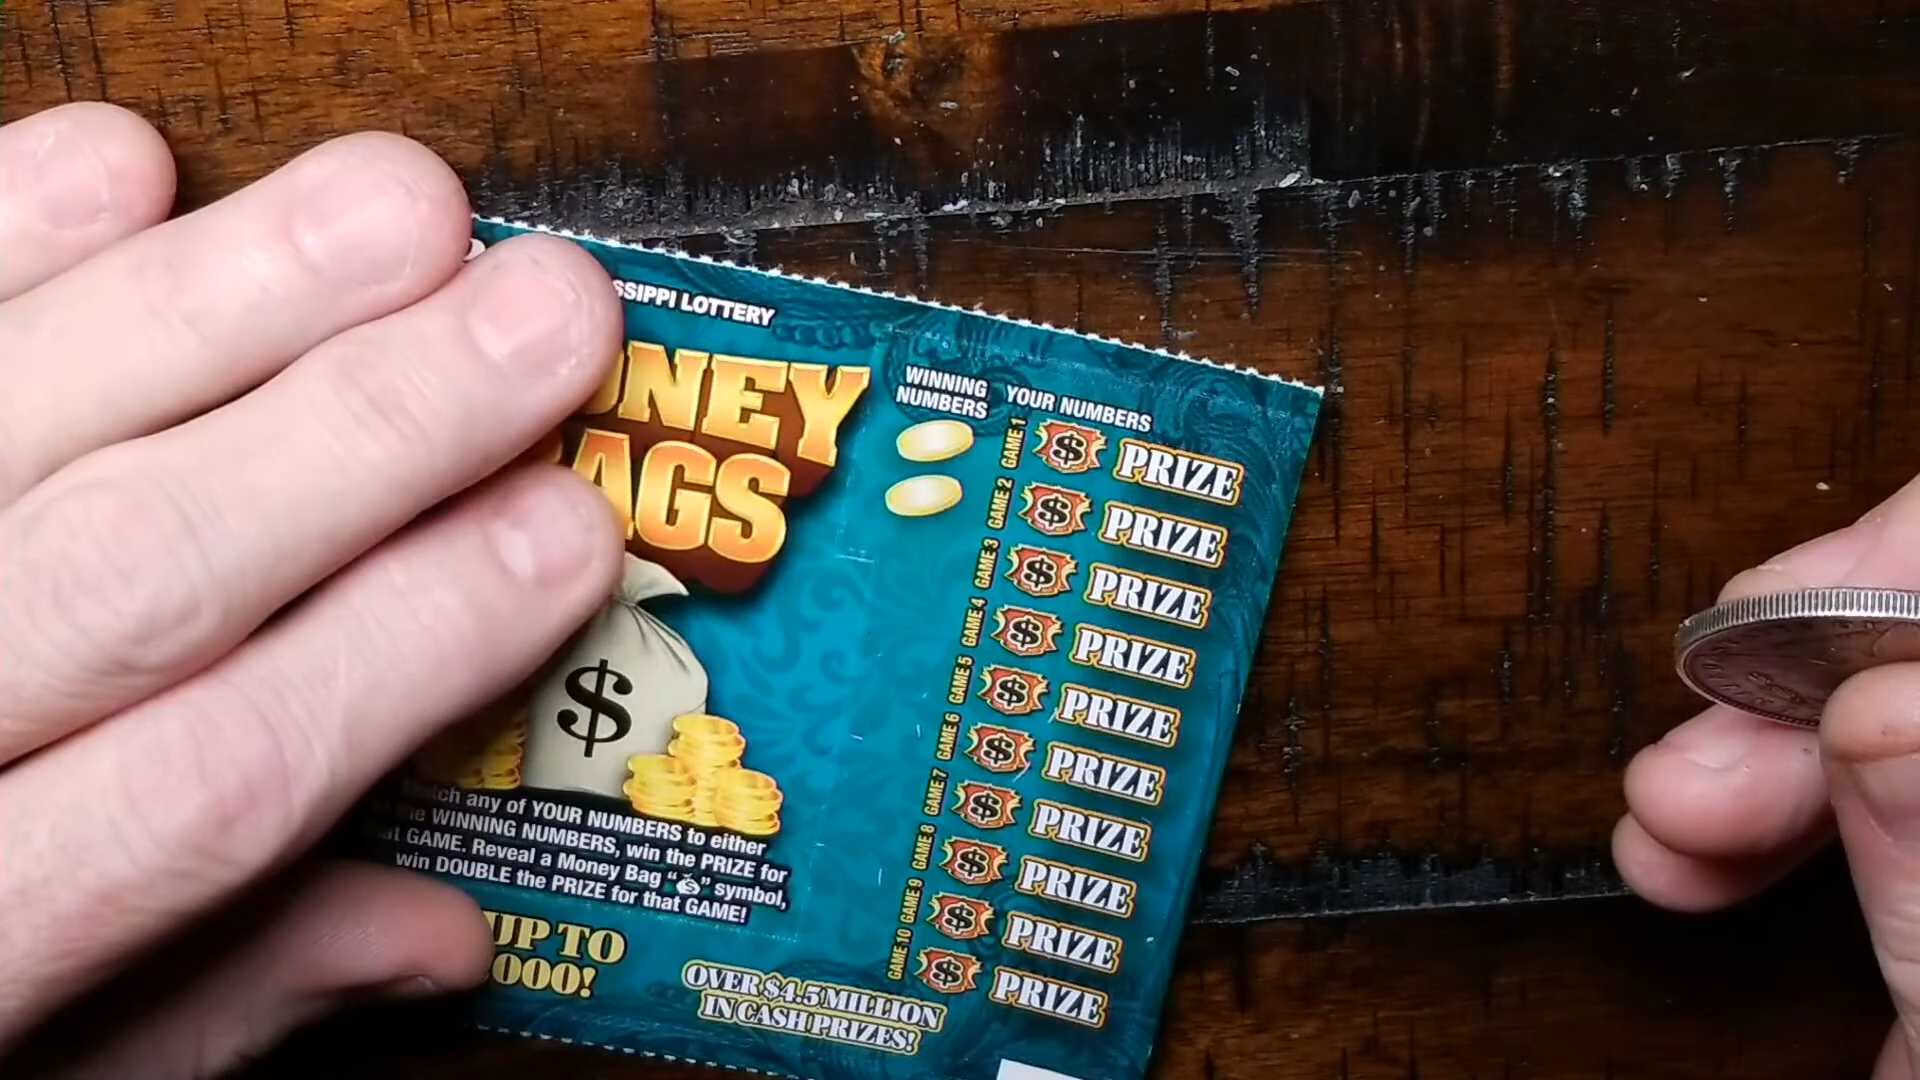 SSIPPI LOTTERY
ONEY
AGS
$
Match any of YOUR NUMBERS to either
the WINNING NUMBERS, win the PRIZE for
at GAME. Reveal a Money Bag "💰" symbol,
win DOUBLE the PRIZE for that GAME!
UP TO
000!
OVER $4.5 MILLION
IN CASH PRIZES!
WINNING
NUMBERS
YOUR NUMBERS
GAME 1 $ PRIZE
GAME 2 $ PRIZE
GAME 3 $ PRIZE
GAME 4 $ PRIZE
GAME 5 $ PRIZE
GAME 6 $ PRIZE
GAME 7 $ PRIZE
GAME 8 $ PRIZE
GAME 9 $ PRIZE
GAME 10 $ PRIZE